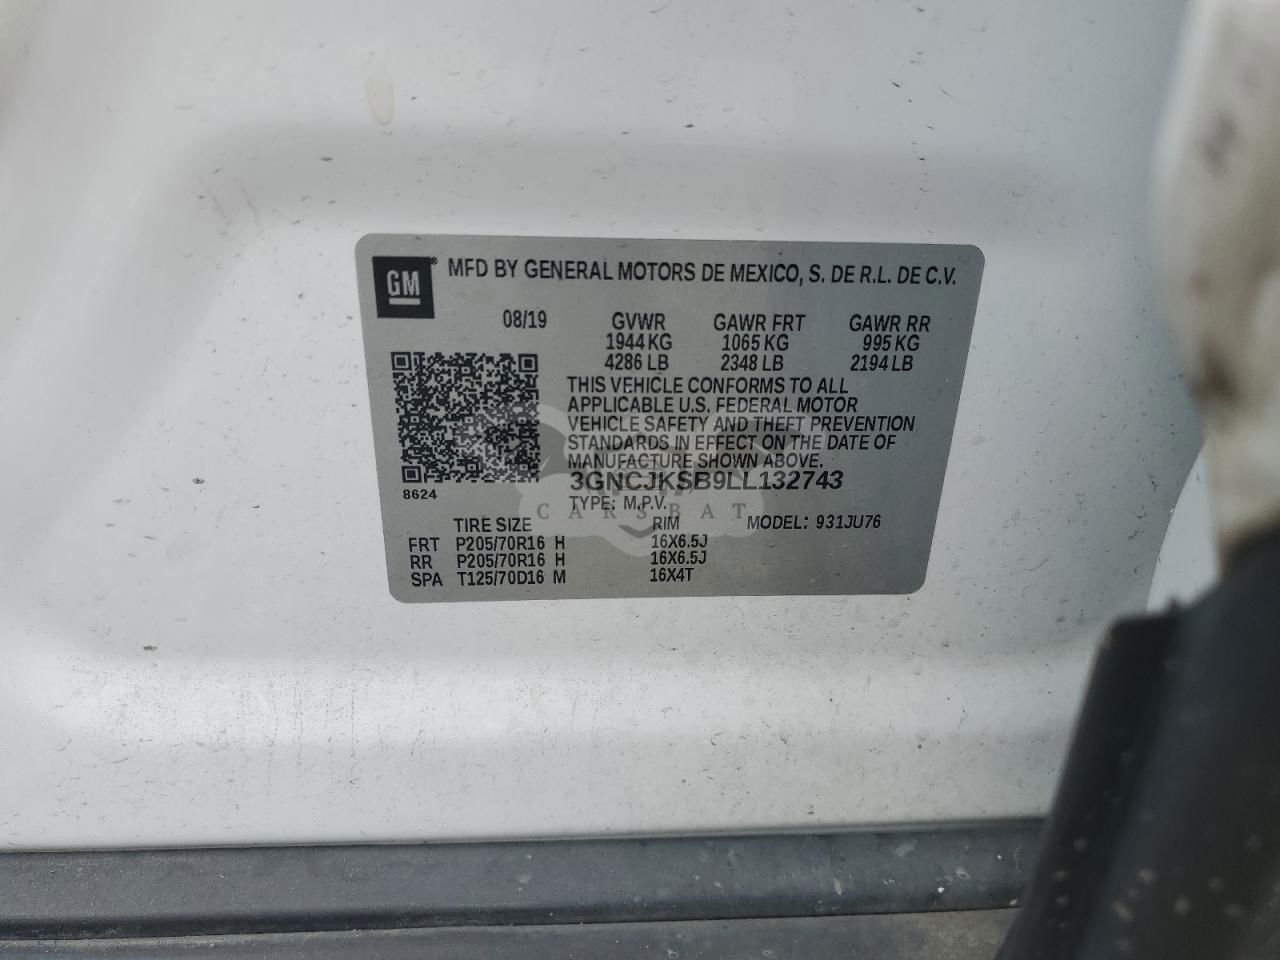 GM
MFD BY GENERAL MOTORS DE MEXICO, S. DE R.L. DE C.V.
08/19 GVWR GAWR FRT GAWR RR
1944 KG 1065 KG 995 KG
4286 LB 2348 LB 2194 LB
THIS VEHICLE CONFORMS TO ALL
APPLICABLE U.S. FEDERAL MOTOR
VEHICLE SAFETY AND THEFT PREVENTION
STANDARDS IN EFFECT ON THE DATE OF
MANUFACTURE SHOWN ABOVE.
3GNCJKSB9LL132743
8624
TYPE: M.P.V.
CARSBAT
TIRE SIZE RIM MODEL: 931JU76
FRT P205/70R16 H 16X6.5J
RR P205/70R16 H 16X6.5J
SPA T125/70D16 M 16X4T